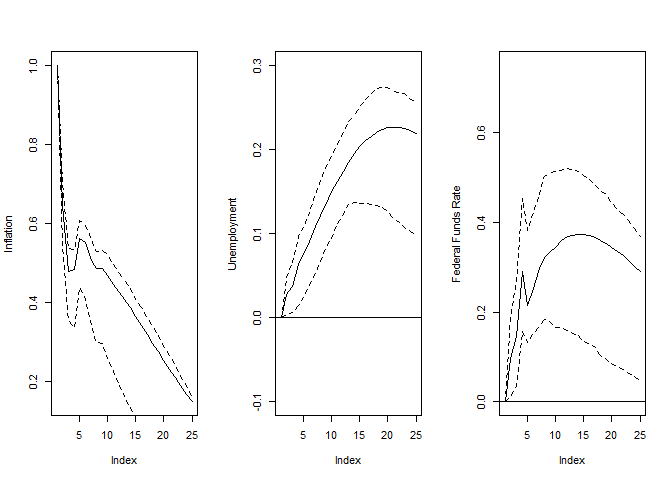 Inflation
0.2 0.4 0.6 0.8 1.0
5 10 15 20 25
Index
Unemployment
-0.1 0.0 0.1 0.2 0.3
5 10 15 20 25
Index
Federal Funds Rate
0.0 0.2 0.4 0.6
5 10 15 20 25
Index